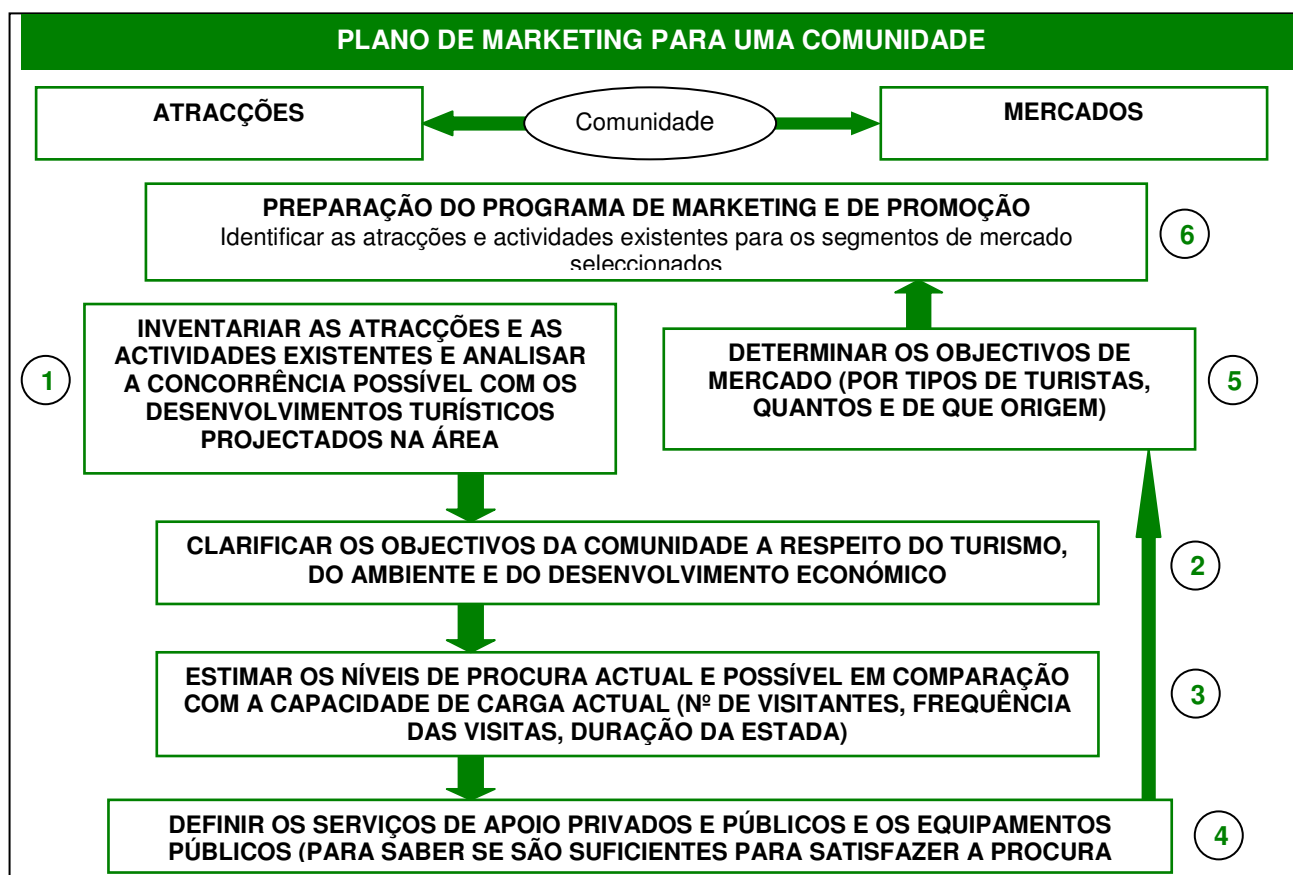 PLANO DE MARKETING PARA UMA COMUNIDADE
ATRACÇÕES
Comunidade
MERCADOS
PREPARAÇÃO DO PROGRAMA DE MARKETING E DE PROMOÇÃO
Identificar as atracções e actividades existentes para os segmentos de mercado
seleccionados
6
1
INVENTARIAR AS ATRACÇÕES E AS
ACTIVIDADES EXISTENTES E ANALISAR
A CONCORRÊNCIA POSSÍVEL COM OS
DESENVOLVIMENTOS TURÍSTICOS
PROJECTADOS NA ÁREA
DETERMINAR OS OBJECTIVOS DE
MERCADO (POR TIPOS DE TURISTAS,
QUANTOS E DE QUE ORIGEM)
5
CLARIFICAR OS OBJECTIVOS DA COMUNIDADE A RESPEITO DO TURISMO,
DO AMBIENTE E DO DESENVOLVIMENTO ECONÓMICO
2
ESTIMAR OS NÍVEIS DE PROCURA ACTUAL E POSSÍVEL EM COMPARAÇÃO
COM A CAPACIDADE DE CARGA ACTUAL (Nº DE VISITANTES, FREQUÊNCIA
DAS VISITAS, DURAÇÃO DA ESTADA)
3
DEFINIR OS SERVIÇOS DE APOIO PRIVADOS E PÚBLICOS E OS EQUIPAMENTOS
PÚBLICOS (PARA SABER SE SÃO SUFICIENTES PARA SATISFAZER A PROCURA
4